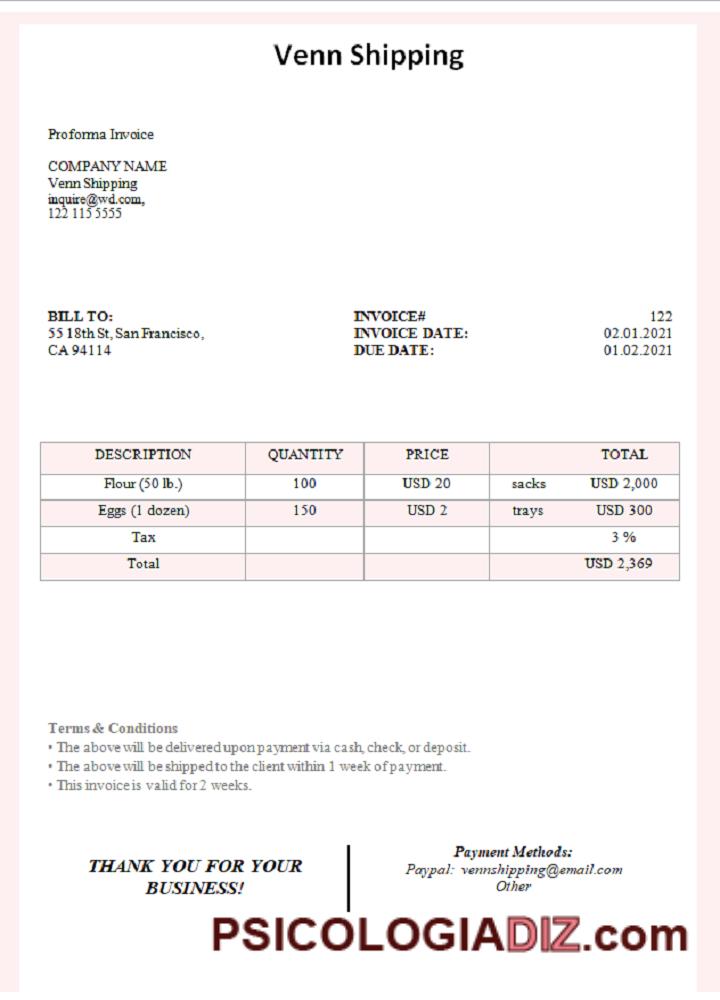 Venn Shipping
Proforma Invoice
COMPANY NAME
Venn Shipping
inquire@wd.com,
122 115 5555
BILL TO:
55 18th St, San Francisco,
CA 94114
INVOICE# 122
INVOICE DATE: 02.01.2021
DUE DATE: 01.02.2021
DESCRIPTION QUANTITY PRICE TOTAL
Flour (50 lb.) 100 USD 20 sacks USD 2,000
Eggs (1 dozen) 150 USD 2 trays USD 300
Tax 3 %
Total USD 2,369
Terms & Conditions
• The above will be delivered upon payment via cash, check, or deposit.
• The above will be shipped to the client within 1 week of payment.
• This invoice is valid for 2 weeks.
THANK YOU FOR YOUR
BUSINESS!
Payment Methods:
Paypal: vennshipping@email.com
Other
PSICOLOGIADIZ.com